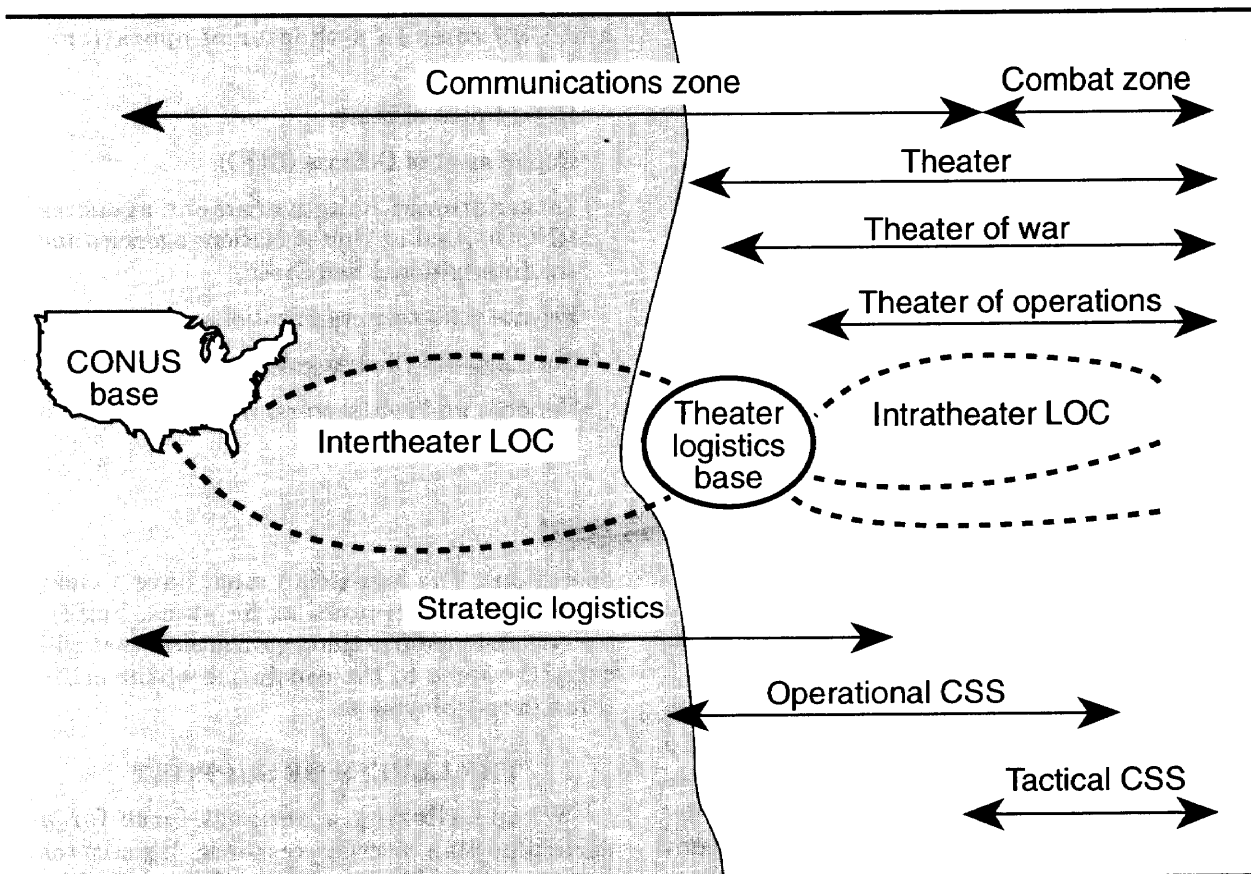 Communications zone
Combat zone
Theater
Theater of war
Theater of operations
CONUS
base
Intertheater LOC
Theater
logistics
base
Intratheater LOC
Strategic logistics
Operational CSS
Tactical CSS